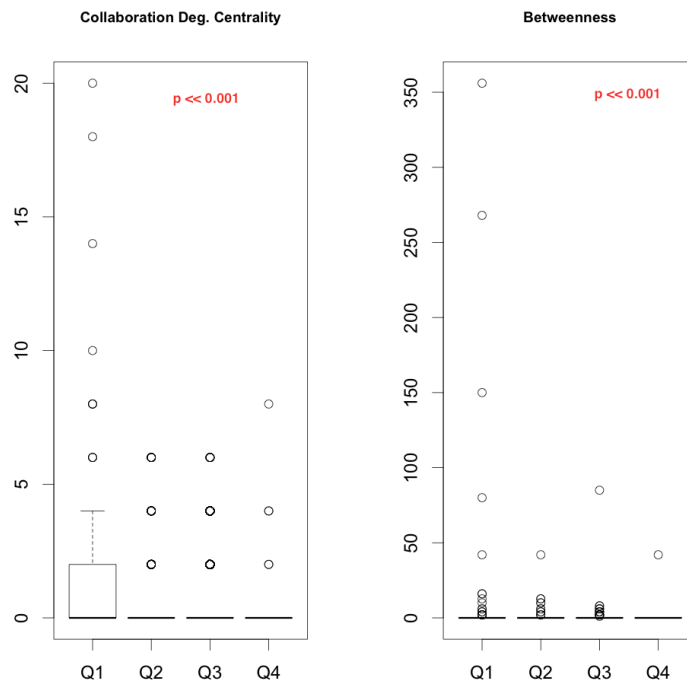 Collaboration Deg. Centrality
p << 0.001
20
15
10
5
0
Q1 Q2 Q3 Q4
Betweenness
p << 0.001
350
300
250
200
150
100
50
0
Q1 Q2 Q3 Q4